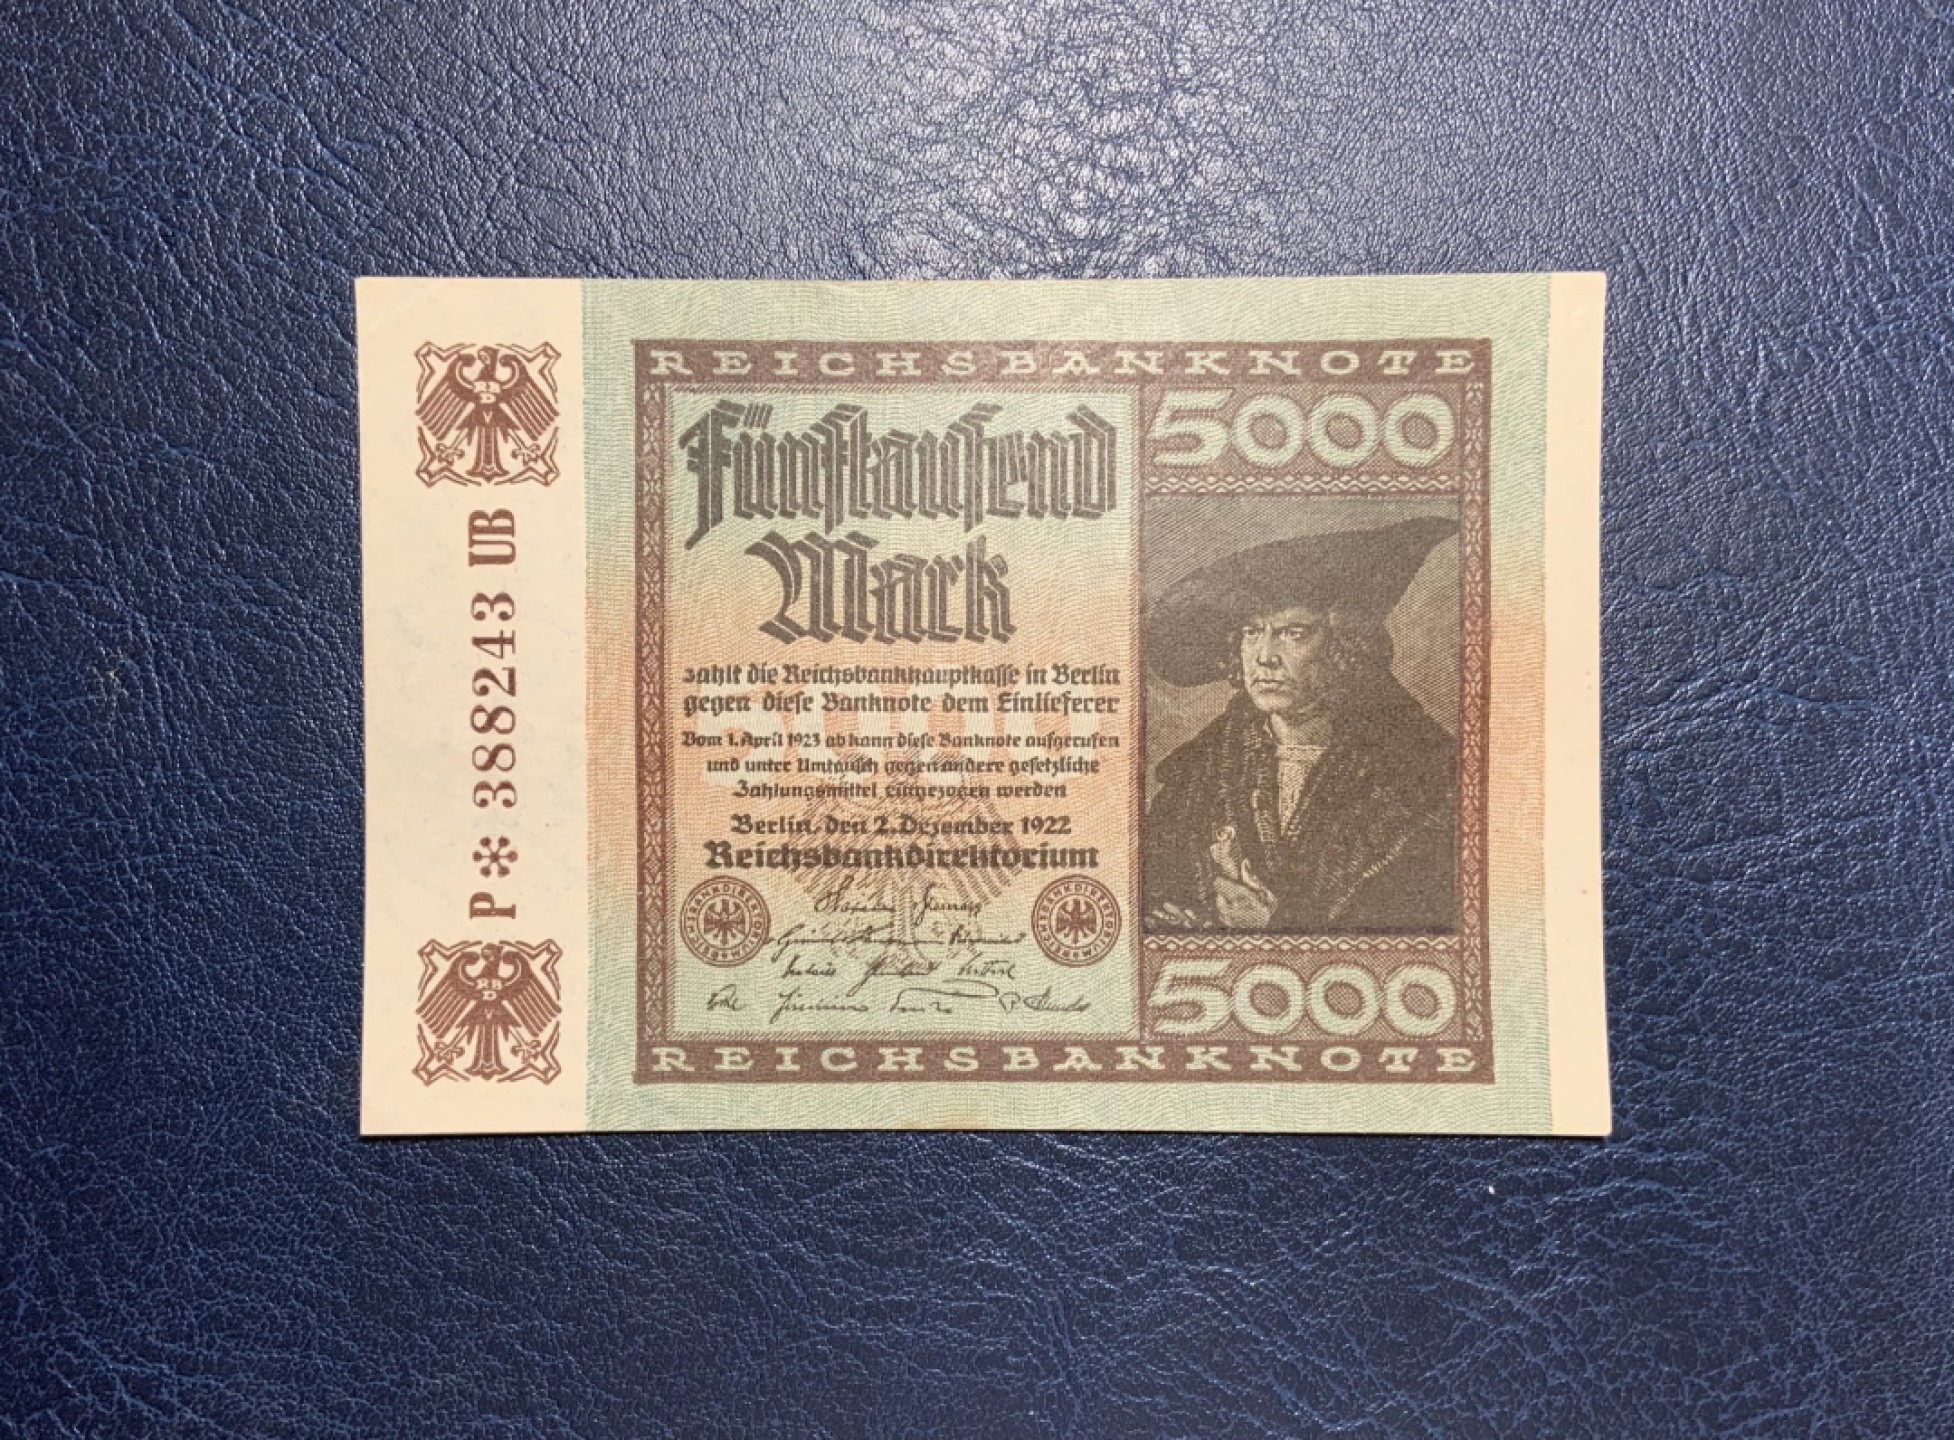 P * 388243 UB
REICHSBANKNOTE
Fünftausend
Mark
5000
zahlt die Reichsbankhauptkasse in Berlin
gegen diese Banknote dem Einlieferer
Vom 1. April 1923 ab kann diese Banknote aufgerufen
und unter Umtausch gegen andere gesetzliche
Zahlungsmittel eingezogen werden
Berlin, den 2. Dezember 1922
Reichsbankdirektorium
5000
REICHSBANKNOTE